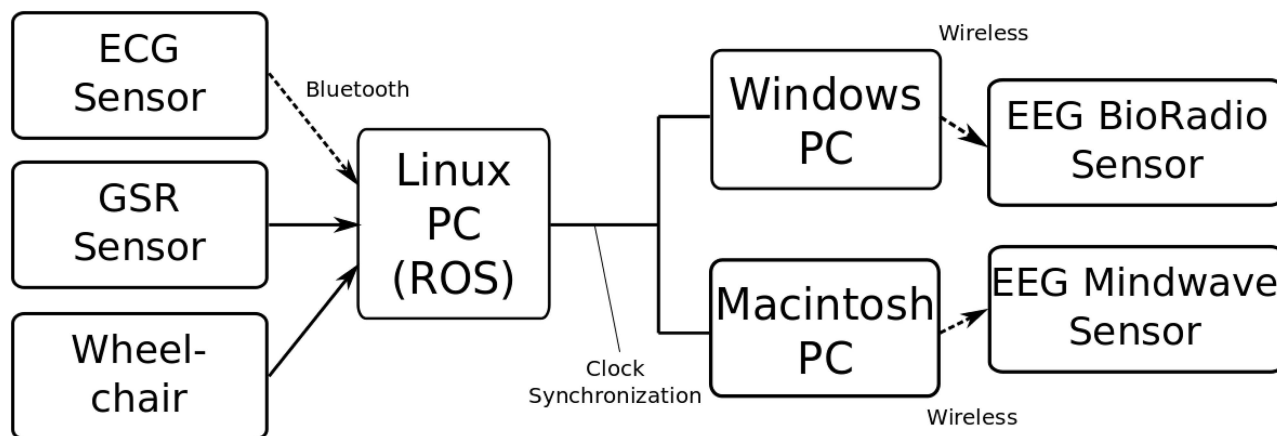 ECG
Sensor
Bluetooth
GSR
Sensor
Wheel-
chair
Linux
PC
(ROS)
Clock
Synchronization
Wireless
Windows
PC
EEG BioRadio
Sensor
Macintosh
PC
EEG Mindwave
Sensor
Wireless